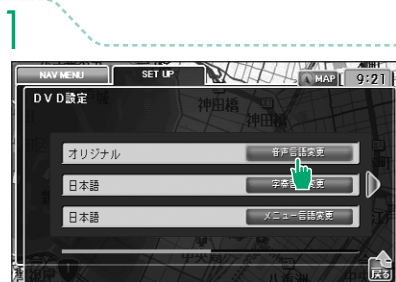 1
NAV MENU SET UP MAP 9:21
DVD設定
神田橋
神田橋
オリジナル 音声言語変更
日本語 字幕言語変更
日本語 メニュー言語変更
戻る